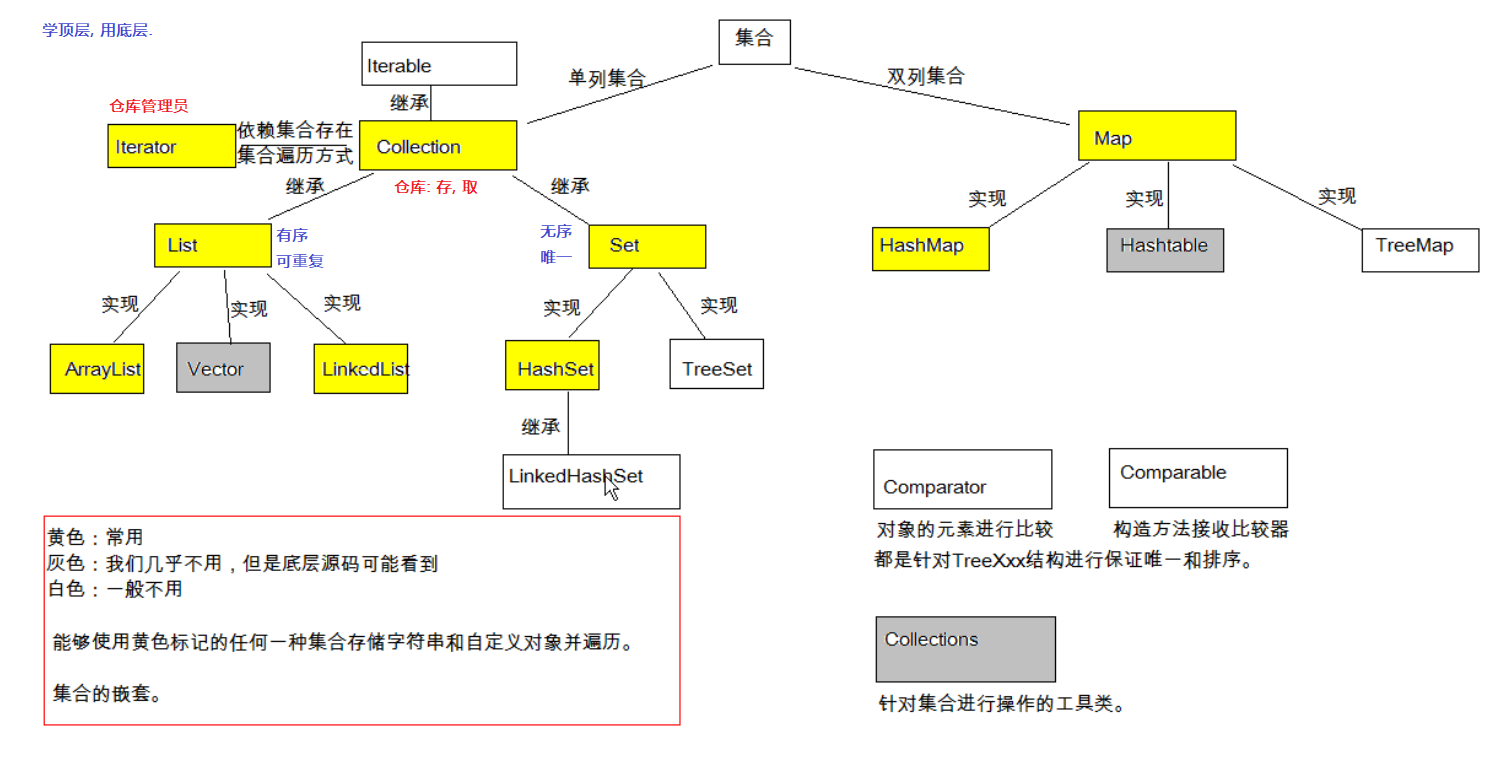 学顶层, 用底层.
集合
Iterable
单列集合
双列集合
继承
仓库管理员
Iterator
依赖集合存在
集合遍历方式
Collection
Map
继承
仓库: 存, 取
继承
实现
实现
实现
List
有序
可重复
无序
唯一
Set
HashMap
Hashtable
TreeMap
实现
实现
实现
实现
实现
ArrayList
Vector
LinkedList
HashSet
TreeSet
继承
LinkedHashSet
Comparator
Comparable
对象的元素进行比较
构造方法接收比较器
都是针对TreeXxx结构进行保证唯一和排序。
黄色：常用
灰色：我们几乎不用，但是底层源码可能看到
白色：一般不用
能够使用黄色标记的任何一种集合存储字符串和自定义对象并遍历。
集合的嵌套。
Collections
针对集合进行操作的工具类。